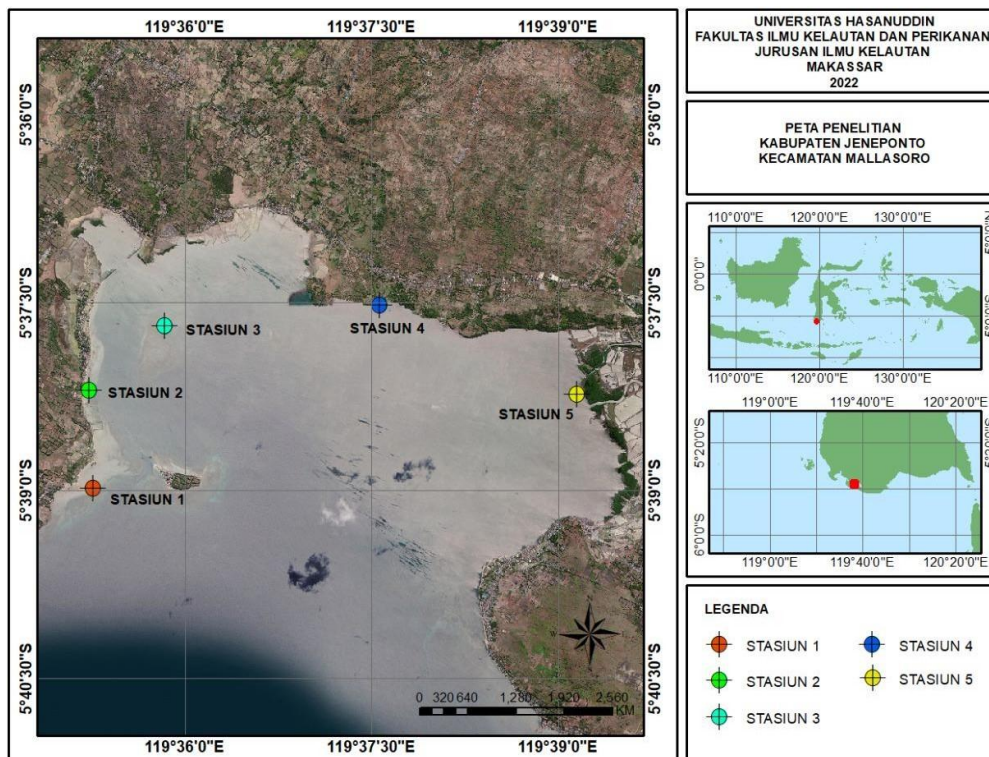 119°36'0"E 119°37'30"E 119°39'0"E
5°36'0"S 5°36'0"S
5°37'30"S 5°37'30"S
5°39'0"S 5°39'0"S
5°40'30"S 5°40'30"S
STASIUN 3
STASIUN 4
STASIUN 2
STASIUN 5
STASIUN 1
0 320 640 1,280 1,920 2,560
KM
119°36'0"E 119°37'30"E 119°39'0"E
UNIVERSITAS HASANUDDIN
FAKULTAS ILMU KELAUTAN DAN PERIKANAN
JURUSAN ILMU KELAUTAN
MAKASSAR
2022
PETA PENELITIAN
KABUPATEN JENEPONTO
KECAMATAN MALLASORO
110°0'0"E 120°0'0"E 130°0'0"E
0°0'0"
110°0'0"E 120°0'0"E 130°0'0"E
119°0'0"E 119°40'0"E 120°20'0"E
5°20'0"S
6°0'0"S
119°0'0"E 119°40'0"E 120°20'0"E
LEGENDA
STASIUN 1 STASIUN 4
STASIUN 2 STASIUN 5
STASIUN 3